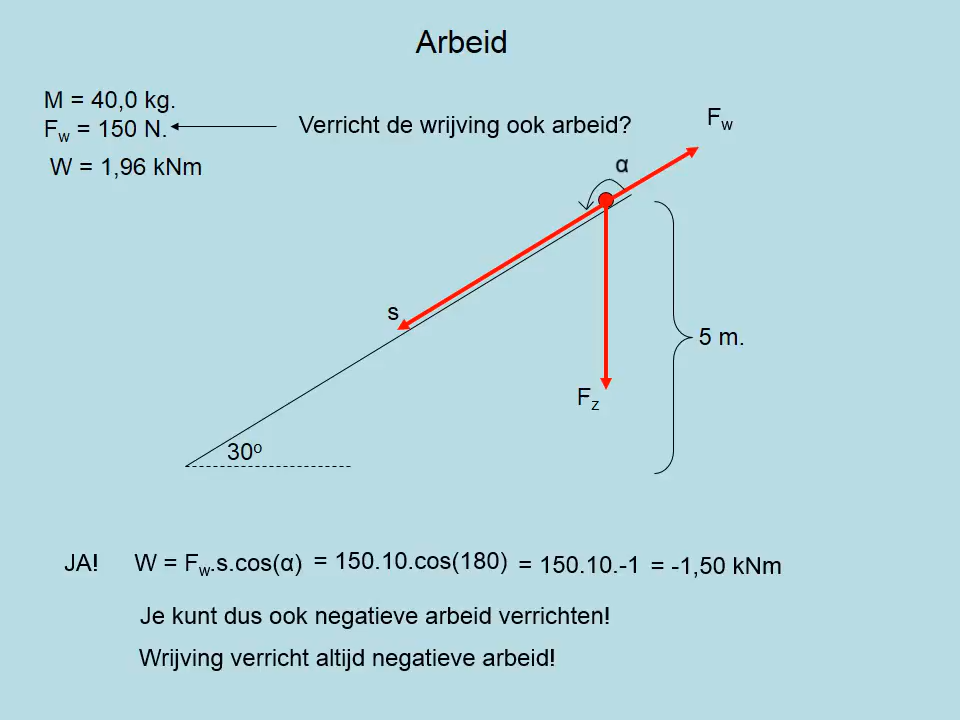 Arbeid
M = 40,0 kg.
Fw = 150 N.
Verricht de wrijving ook arbeid?
Fw
W = 1,96 kNm
α
s
5 m.
Fz
30º
JA! W = Fw.s.cos(α) = 150.10.cos(180) = 150.10.-1 = -1,50 kNm
Je kunt dus ook negatieve arbeid verrichten!
Wrijving verricht altijd negatieve arbeid!